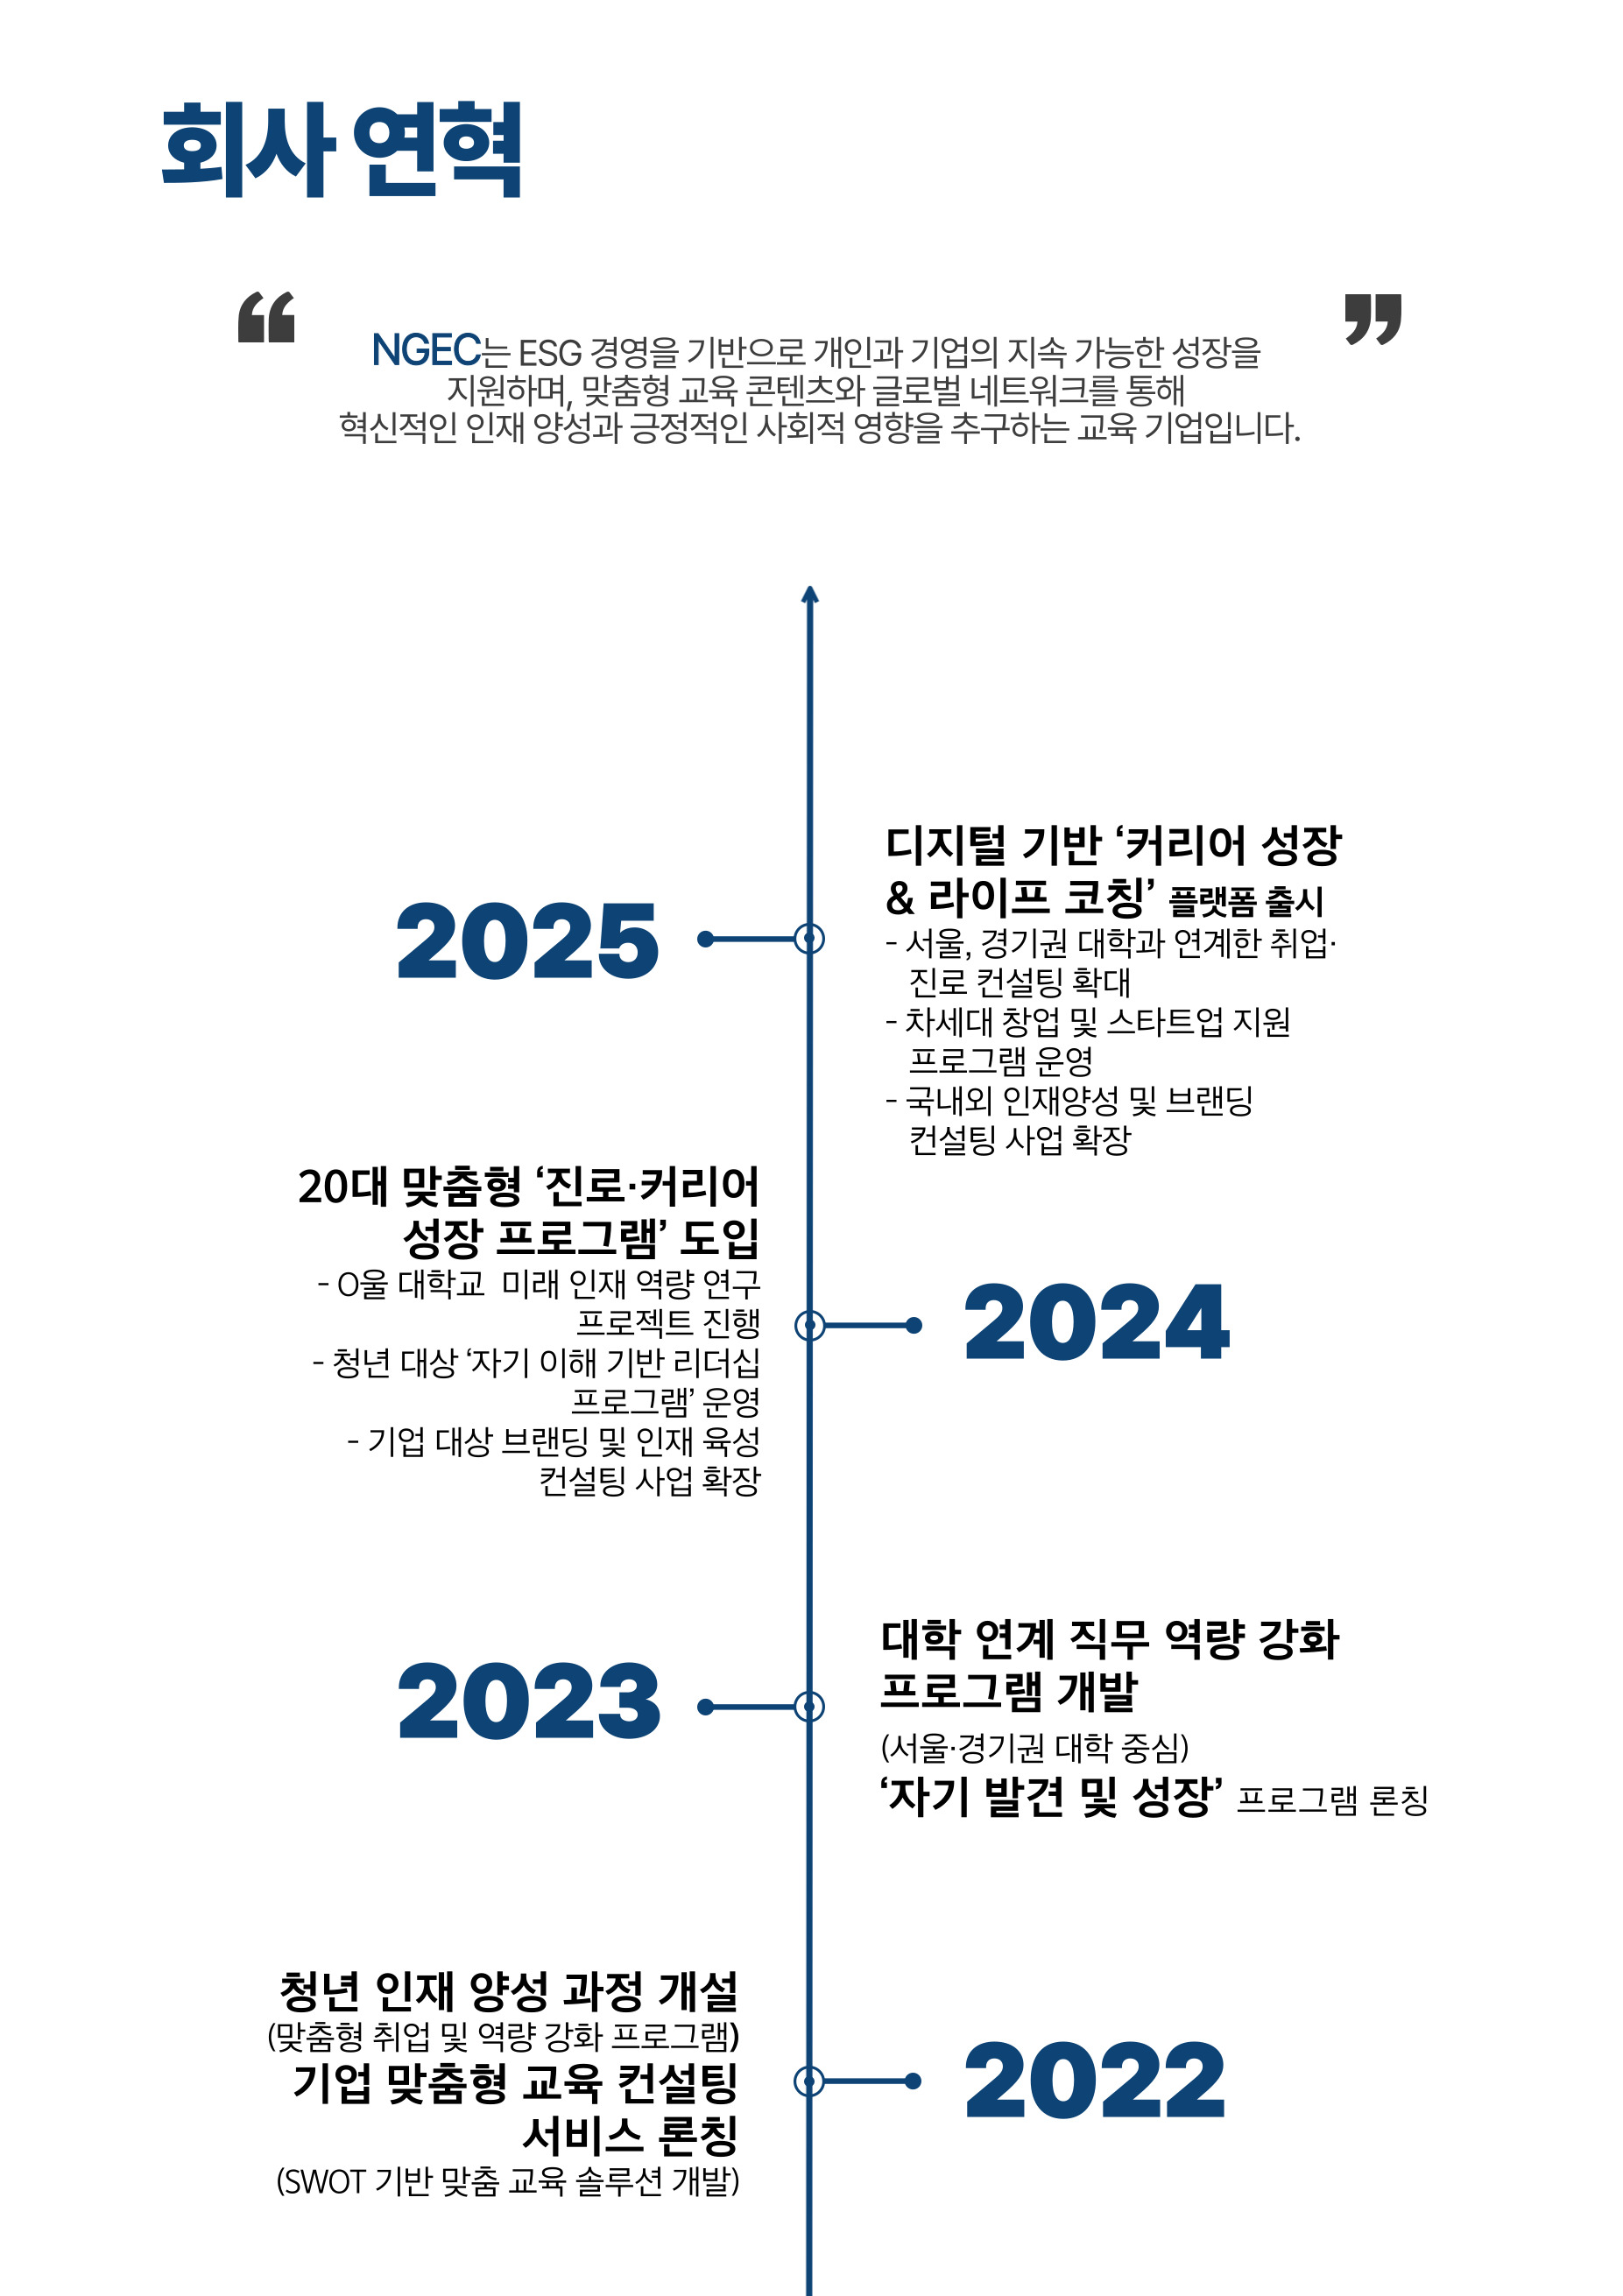 회사 연혁
“
”
NGEC는 ESG 경영을 기반으로 개인과 기업의 지속 가능한 성장을
지원하며, 맞춤형 교육 콘텐츠와 글로벌 네트워크를 통해
혁신적인 인재 양성과 긍정적인 사회적 영향을 추구하는 교육 기업입니다.
2025
디지털 기반 ‘커리어 성장
& 라이프 코칭’ 플랫폼 출시
- 서울, 경기권 대학과 연계한 취업·
진로 컨설팅 확대
- 차세대 창업 및 스타트업 지원
프로그램 운영
- 국내외 인재양성 및 브랜딩
컨설팅 사업 확장
20대 맞춤형 ‘진로·커리어
성장 프로그램’ 도입
- O울 대학교 미래 인재 역량 연구
프로젝트 진행
- 청년 대상 ‘자기 이해 기반 리더십
프로그램’ 운영
- 기업 대상 브랜딩 및 인재 육성
컨설팅 사업 확장
2024
2023
대학 연계 직무 역량 강화
프로그램 개발
(서울·경기권 대학 중심)
‘자기 발견 및 성장’ 프로그램 론칭
청년 인재 양성 과정 개설
(맞춤형 취업 및 역량 강화 프로그램)
기업 맞춤형 교육 컨설팅
서비스 론칭
(SWOT 기반 맞춤 교육 솔루션 개발)
2022